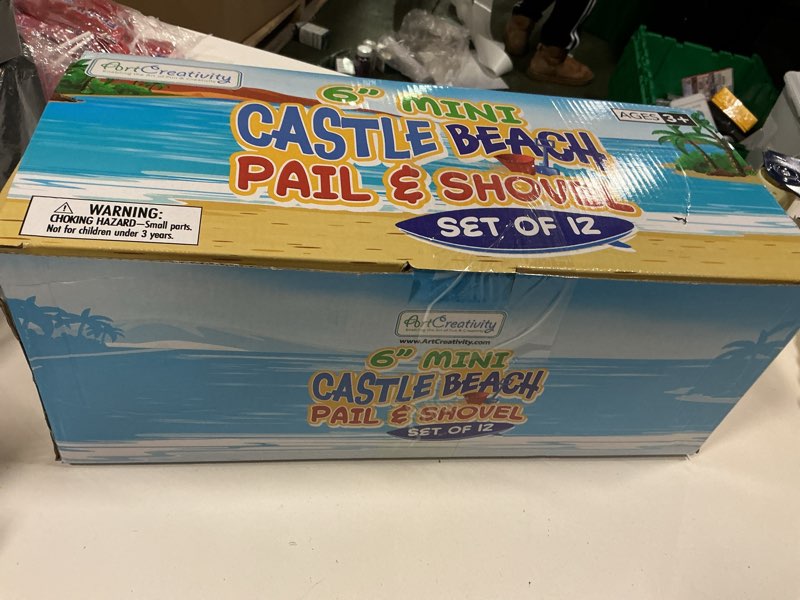 ArtCreativity
AGES 3+
6" MINI
CASTLE BEACH
PAIL & SHOVEL
SET OF 12
WARNING:
CHOKING HAZARD—Small parts.
Not for children under 3 years.
ArtCreativity
www.ArtCreativity.com
6" MINI
CASTLE BEACH
PAIL & SHOVEL
SET OF 12